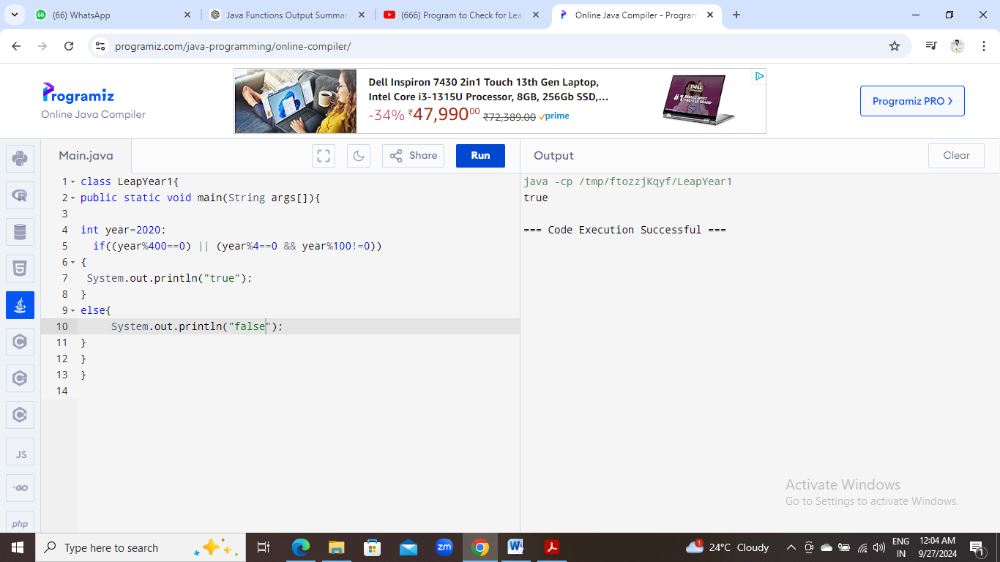 (66) WhatsApp
Java Functions Output Summar
(666) Program to Check for Lea
Online Java Compiler - Program
programiz.com/java-programming/online-compiler/
Programiz
Online Java Compiler
Dell Inspiron 7430 2in1 Touch 13th Gen Laptop,
Intel Core i3-1315U Processor, 8GB, 256Gb SSD,...
-34% ₹47,99000 ₹72,389.00 prime
DELL
#1
Programiz PRO
Main.java
Share
Run
Output
Clear
1 class LeapYear1{
2 public static void main(String args[]){
3
4 int year=2020;
5 if((year%400==0) || (year%4==0 && year%100!=0))
6 {
7 System.out.println("true");
8 }
9 else{
10 System.out.println("false");
11 }
12 }
13 }
14
java -cp /tmp/ftozzjKqyf/LeapYear1
true
=== Code Execution Successful ===
JS
GO
php
Activate Windows
Go to Settings to activate Windows.
Type here to search
zm
24°C Cloudy
ENG
IN
12:04 AM
9/27/2024
1